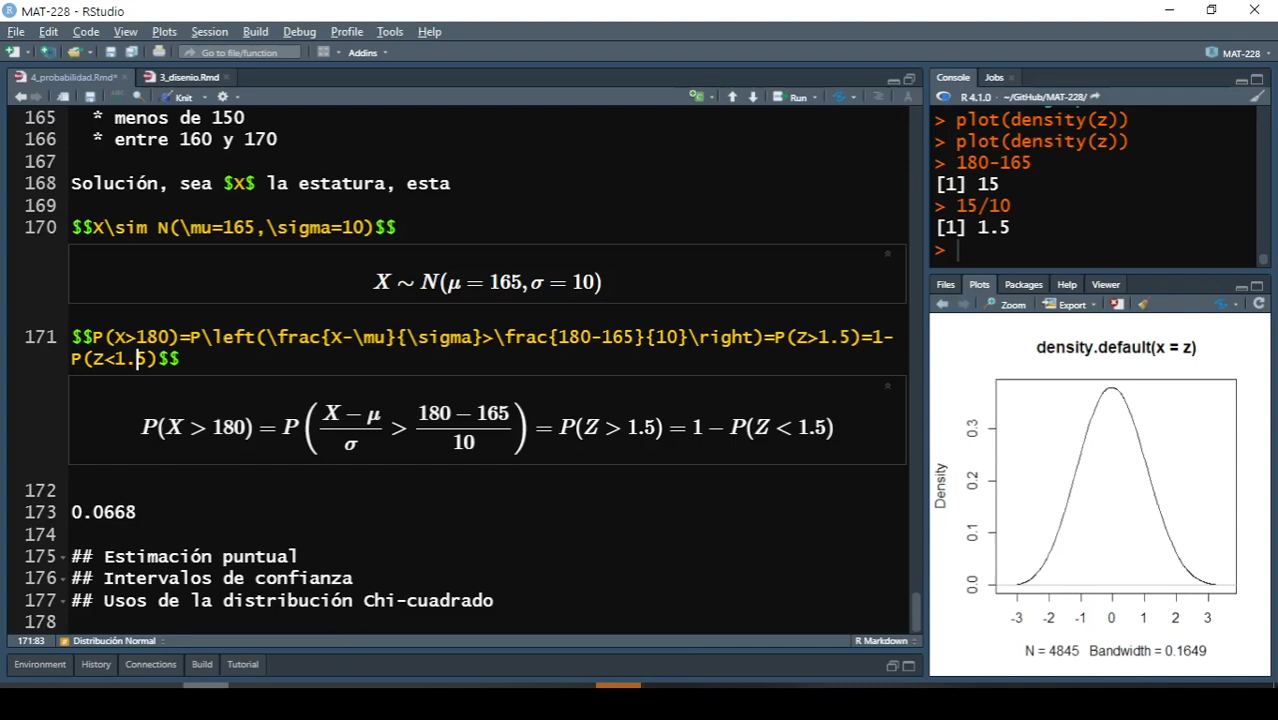 MAT-228 - RStudio
File Edit Code View Plots Session Build Debug Profile Tools Help
Go to file/function Addins MAT-228
4_probabilidad.Rmd* 3_disenio.Rmd
Knit Run
165 * menos de 150
166 * entre 160 y 170
167
168 Solución, sea $X$ la estatura, esta
169
170 $$X\sim N(\mu=165,\sigma=10)$$
X ∼ N(μ = 165, σ = 10)
171 $$P(X>180)=P\left(\frac{X-\mu}{\sigma}>\frac{180-165}{10}\right)=P(Z>1.5)=1-
P(Z<1.5)$$
P(X > 180) = P((X − μ)/σ > (180 − 165)/10) = P(Z > 1.5) = 1 − P(Z < 1.5)
172
173 0.0668
174
175 ## Estimación puntual
176 ## Intervalos de confianza
177 ## Usos de la distribución Chi-cuadrado
178
171:83 Distribución Normal R Markdown
Environment History Connections Build Tutorial
Console Jobs
R 4.1.0 · ~/GitHub/MAT-228/
> plot(density(z))
> plot(density(z))
> 180-165
[1] 15
> 15/10
[1] 1.5
>
Files Plots Packages Help Viewer
Zoom Export
density.default(x = z)
Density
0.3
0.2
0.1
0.0
-3 -2 -1 0 1 2 3
N = 4845 Bandwidth = 0.1649